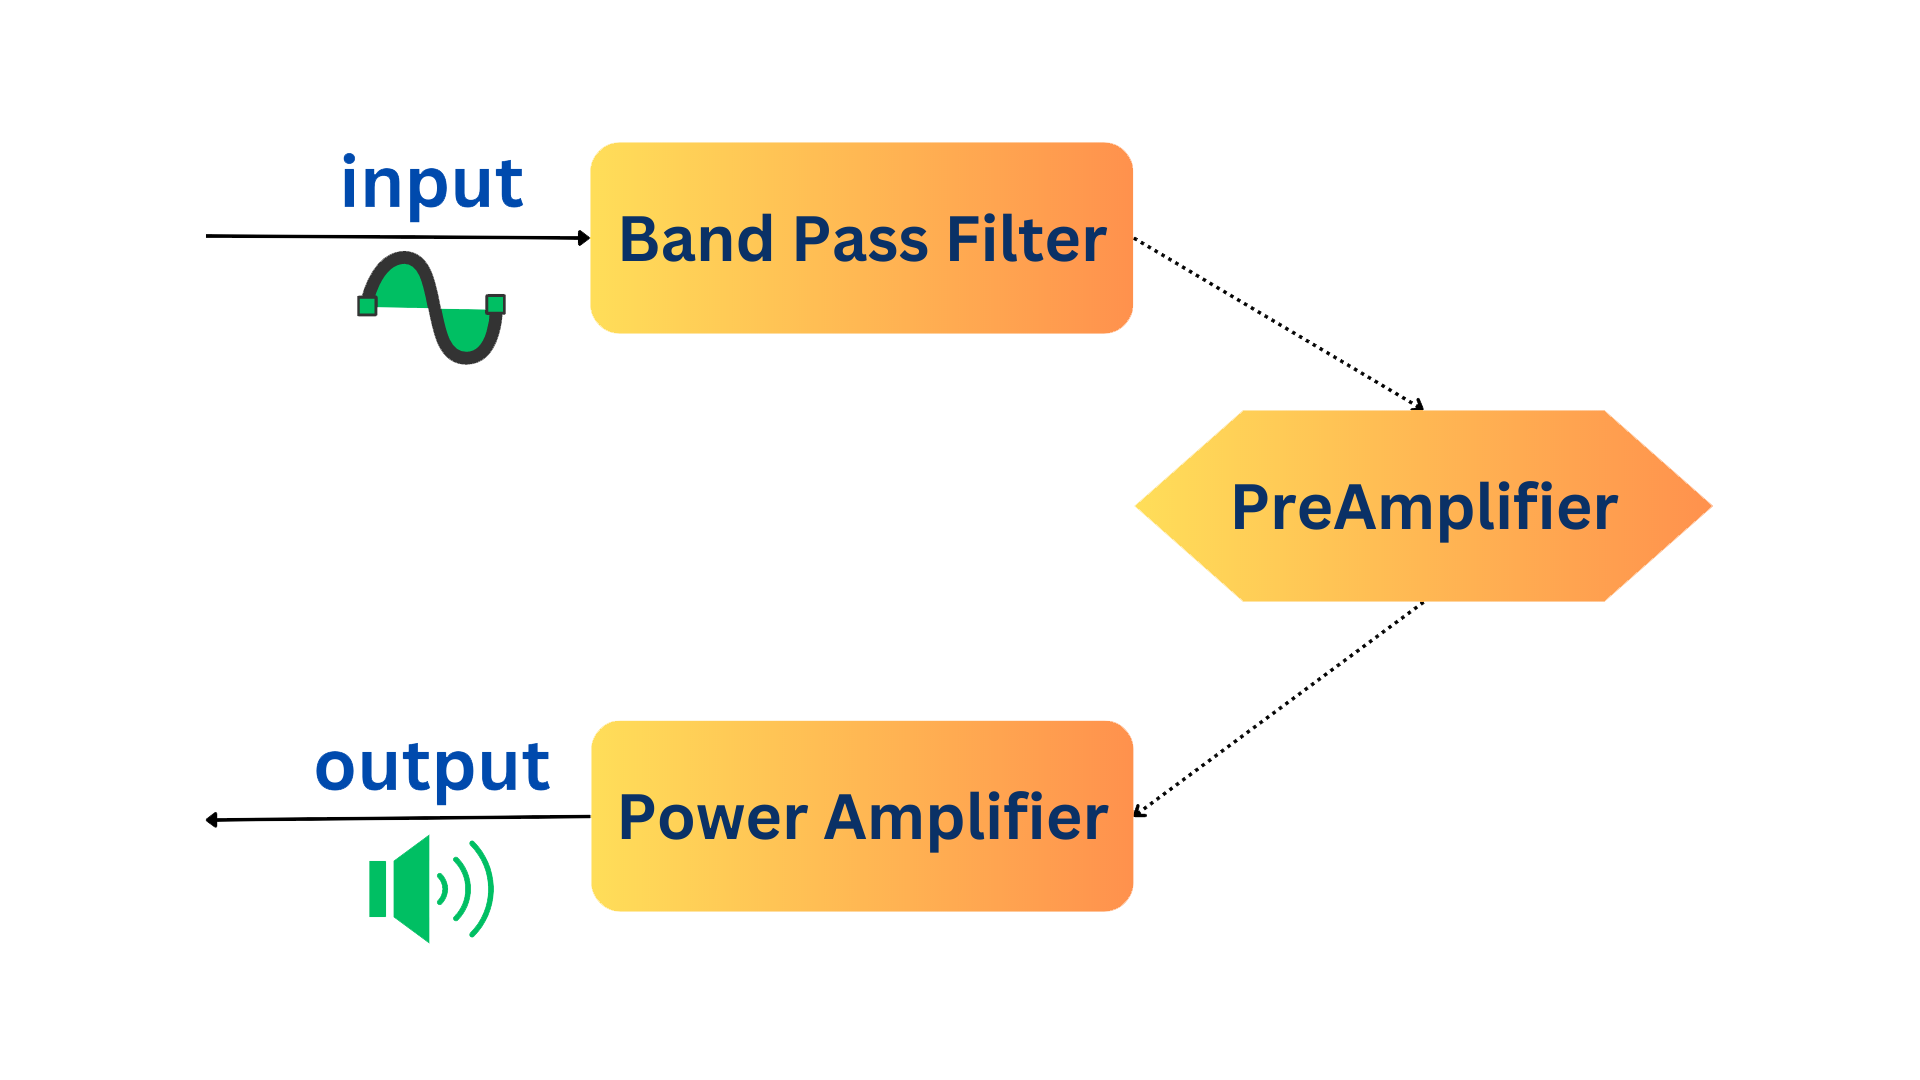 input
Band Pass Filter
PreAmplifier
output
Power Amplifier